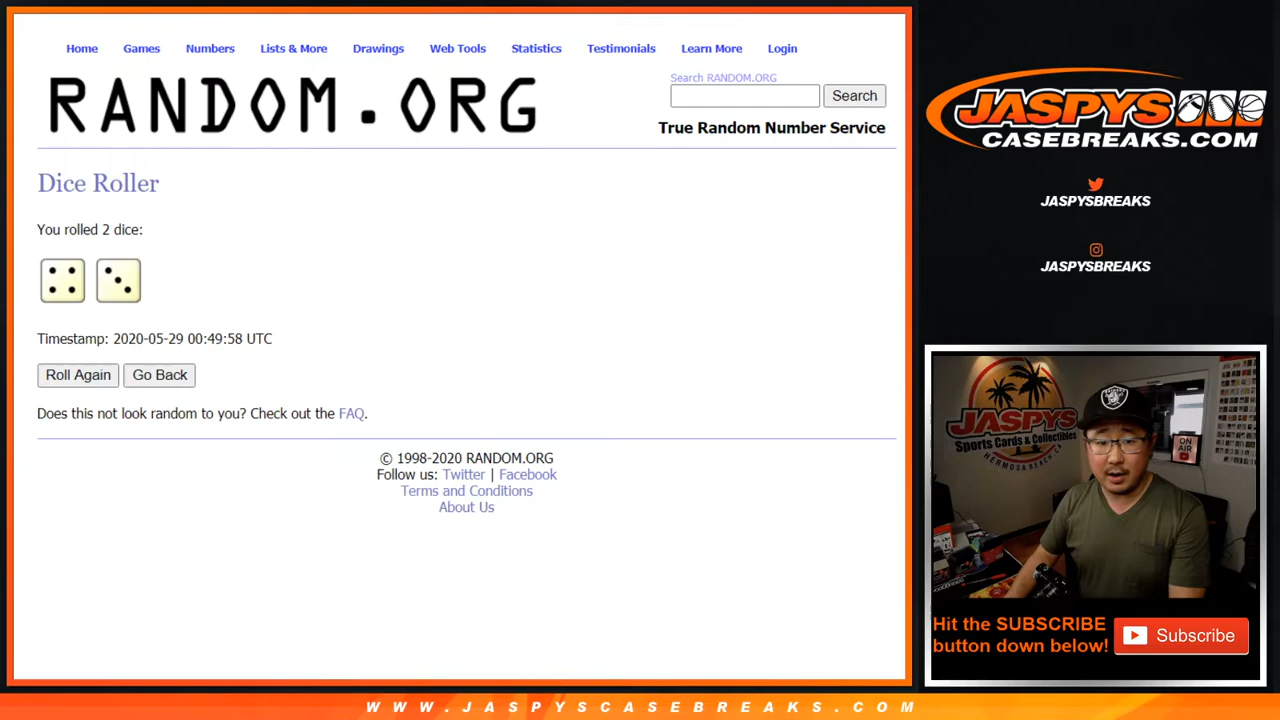 Home Games Numbers Lists & More Drawings Web Tools Statistics Testimonials Learn More Login
RANDOM.ORG
Search RANDOM.ORG
Search
True Random Number Service
Dice Roller
You rolled 2 dice:
Timestamp: 2020-05-29 00:49:58 UTC
Roll Again Go Back
Does this not look random to you? Check out the FAQ.
© 1998-2020 RANDOM.ORG
Follow us: Twitter | Facebook
Terms and Conditions
About Us
JASPYS
CASEBREAKS.COM
JASPYSBREAKS
JASPYSBREAKS
JASPYS
Sports Cards & Collectibles
HERMOSA BEACH, CA
ON
AIR
RAIDERS
Hit the SUBSCRIBE
button down below!
Subscribe
WWW.JASPYSCASEBREAKS.COM